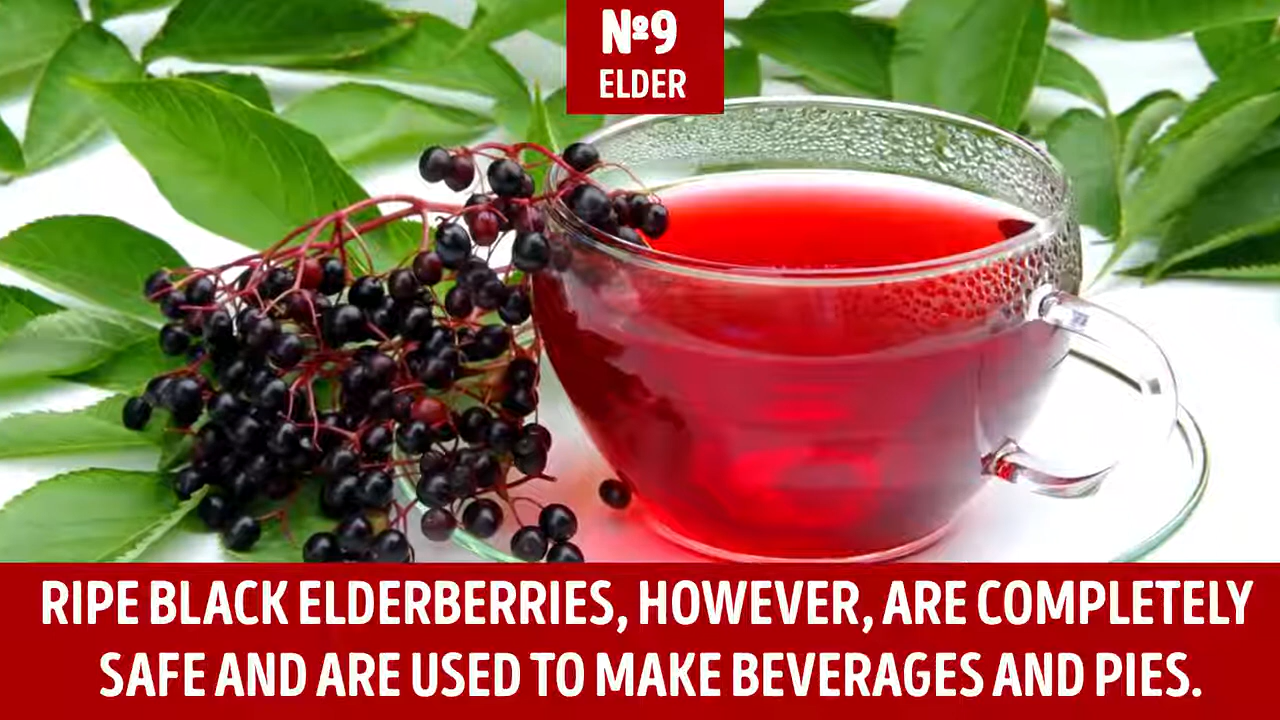 №9
ELDER
RIPE BLACK ELDERBERRIES, HOWEVER, ARE COMPLETELY
SAFE AND ARE USED TO MAKE BEVERAGES AND PIES.